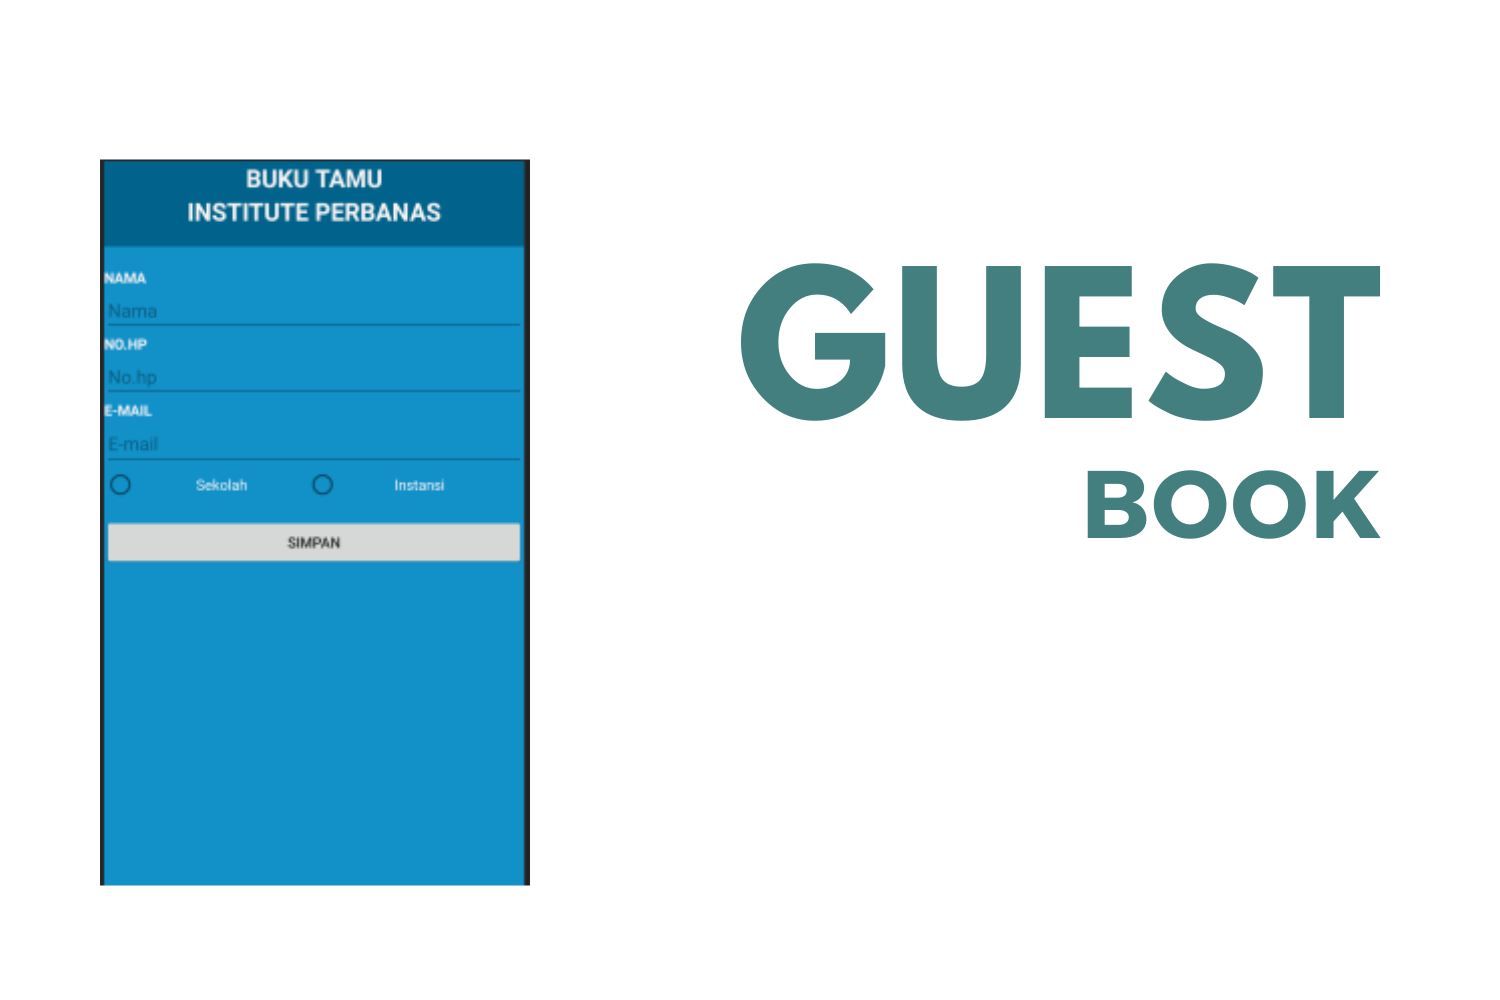 BUKU TAMU
INSTITUTE PERBANAS
NAMA
Nama
NO.HP
No.hp
E-MAIL
E-mail
Sekolah Instansi
SIMPAN
GUEST
BOOK